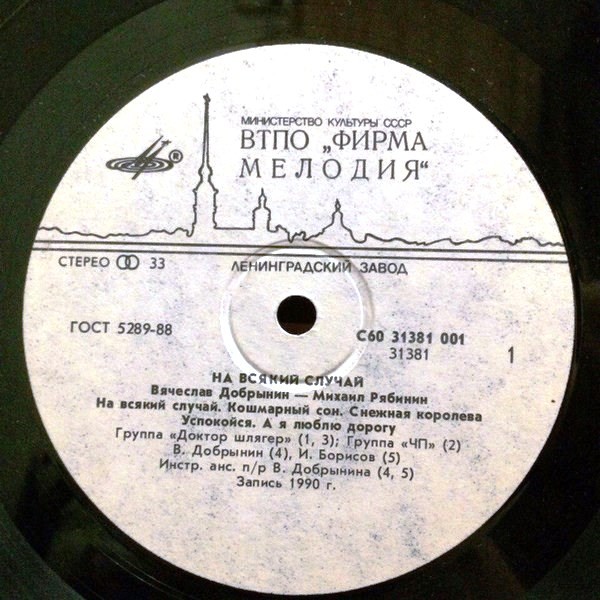 МИНИСТЕРСТВО КУЛЬТУРЫ СССР
ВТПО „ФИРМА
МЕЛОДИЯ“
®
СТЕРЕО 33
ЛЕНИНГРАДСКИЙ ЗАВОД
ГОСТ 5289-88
С60 31381 001
31381
1
НА ВСЯКИЙ СЛУЧАЙ
Вячеслав Добрынин — Михаил Рябинин
На всякий случай. Кошмарный сон. Снежная королева
Успокойся. А я люблю дорогу
Группа «Доктор шлягер» (1, 3); Группа «ЧП» (2)
В. Добрынин (4), И. Борисов (5)
Инстр. анс. п/р В. Добрынина (4, 5)
Запись 1990 г.